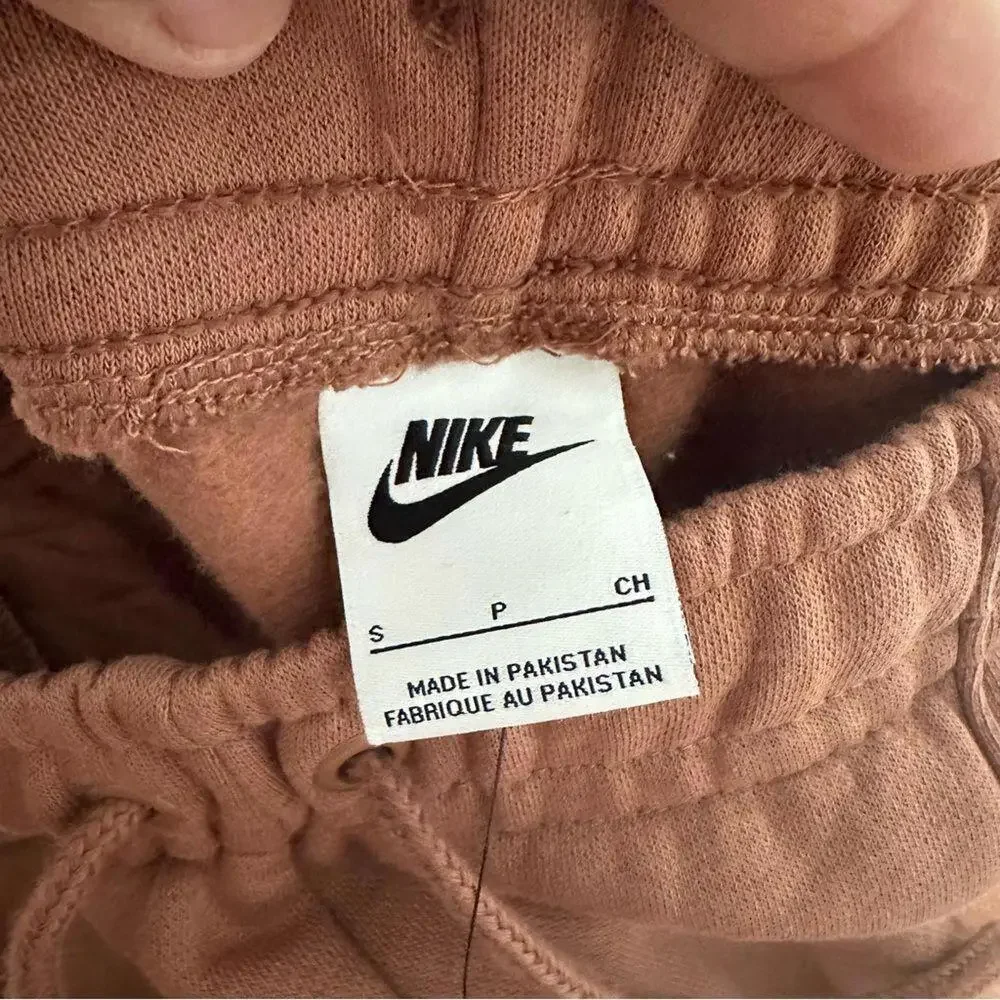 NIKE
S P CH
MADE IN PAKISTAN
FABRIQUE AU PAKISTAN